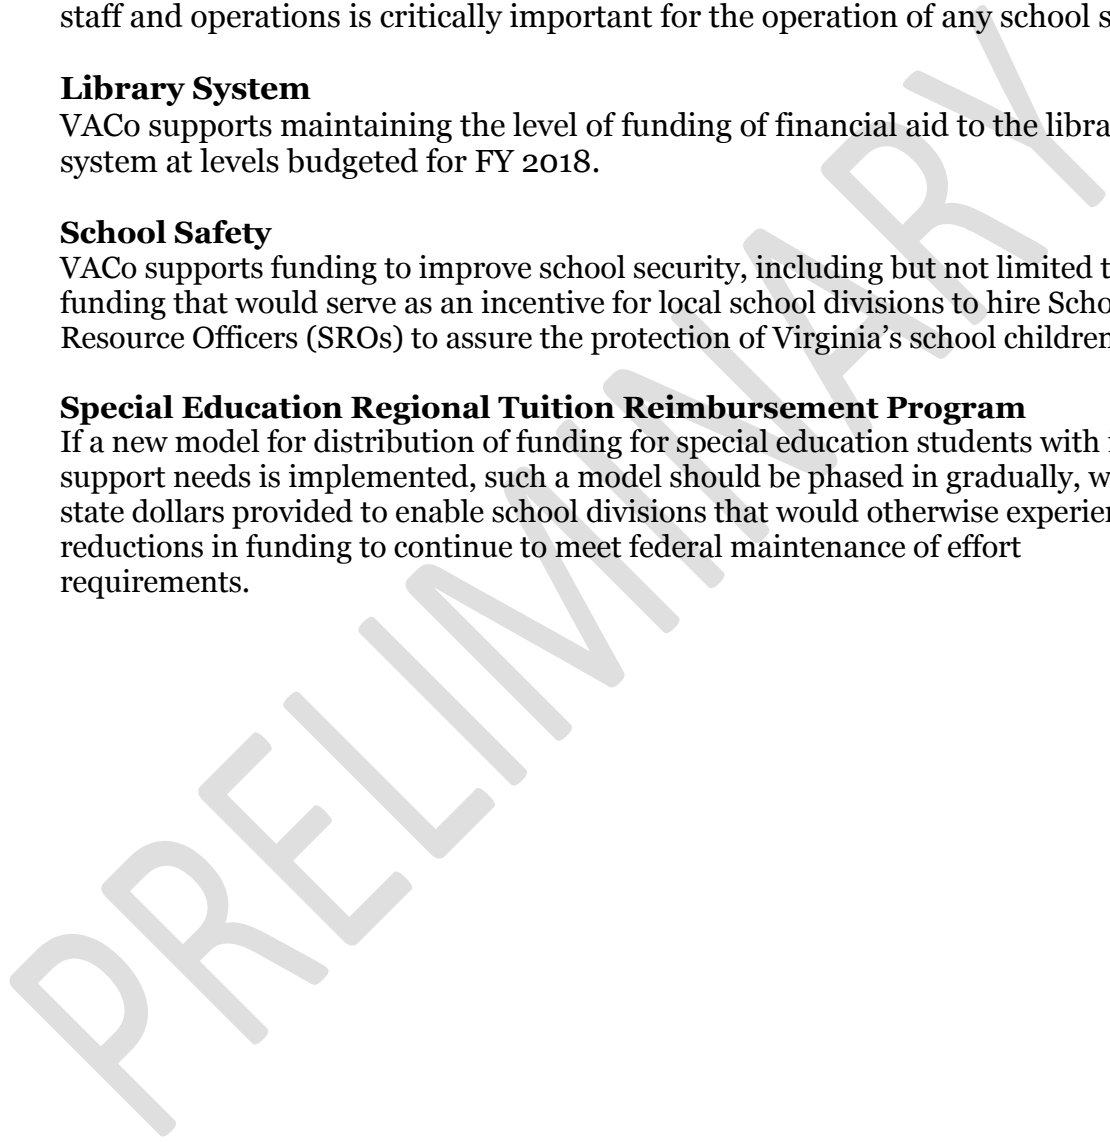 staff and operations is critically important for the operation of any school s
Library System
VACo supports maintaining the level of funding of financial aid to the libra
system at levels budgeted for FY 2018.
School Safety
VACo supports funding to improve school security, including but not limited t
funding that would serve as an incentive for local school divisions to hire Scho
Resource Officers (SROs) to assure the protection of Virginia’s school children
Special Education Regional Tuition Reimbursement Program
If a new model for distribution of funding for special education students with
support needs is implemented, such a model should be phased in gradually, w
state dollars provided to enable school divisions that would otherwise experien
reductions in funding to continue to meet federal maintenance of effort
requirements.
PRELIMINARY